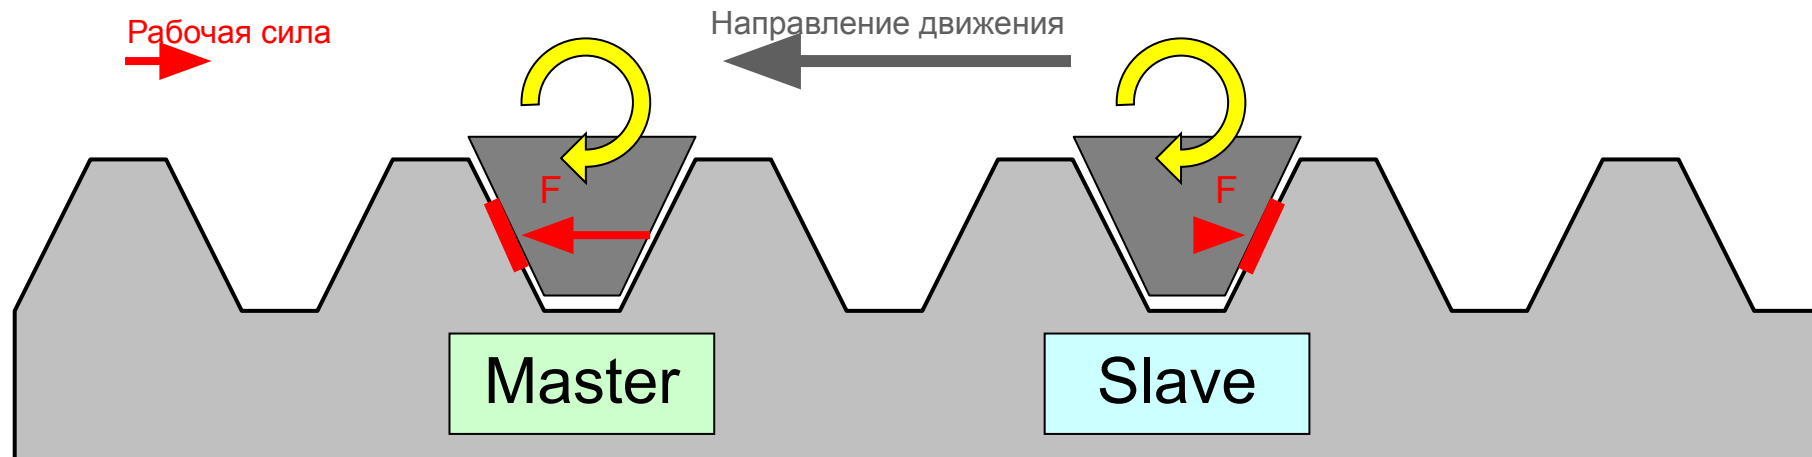 Рабочая сила
Направление движения
F
F
Master
Slave